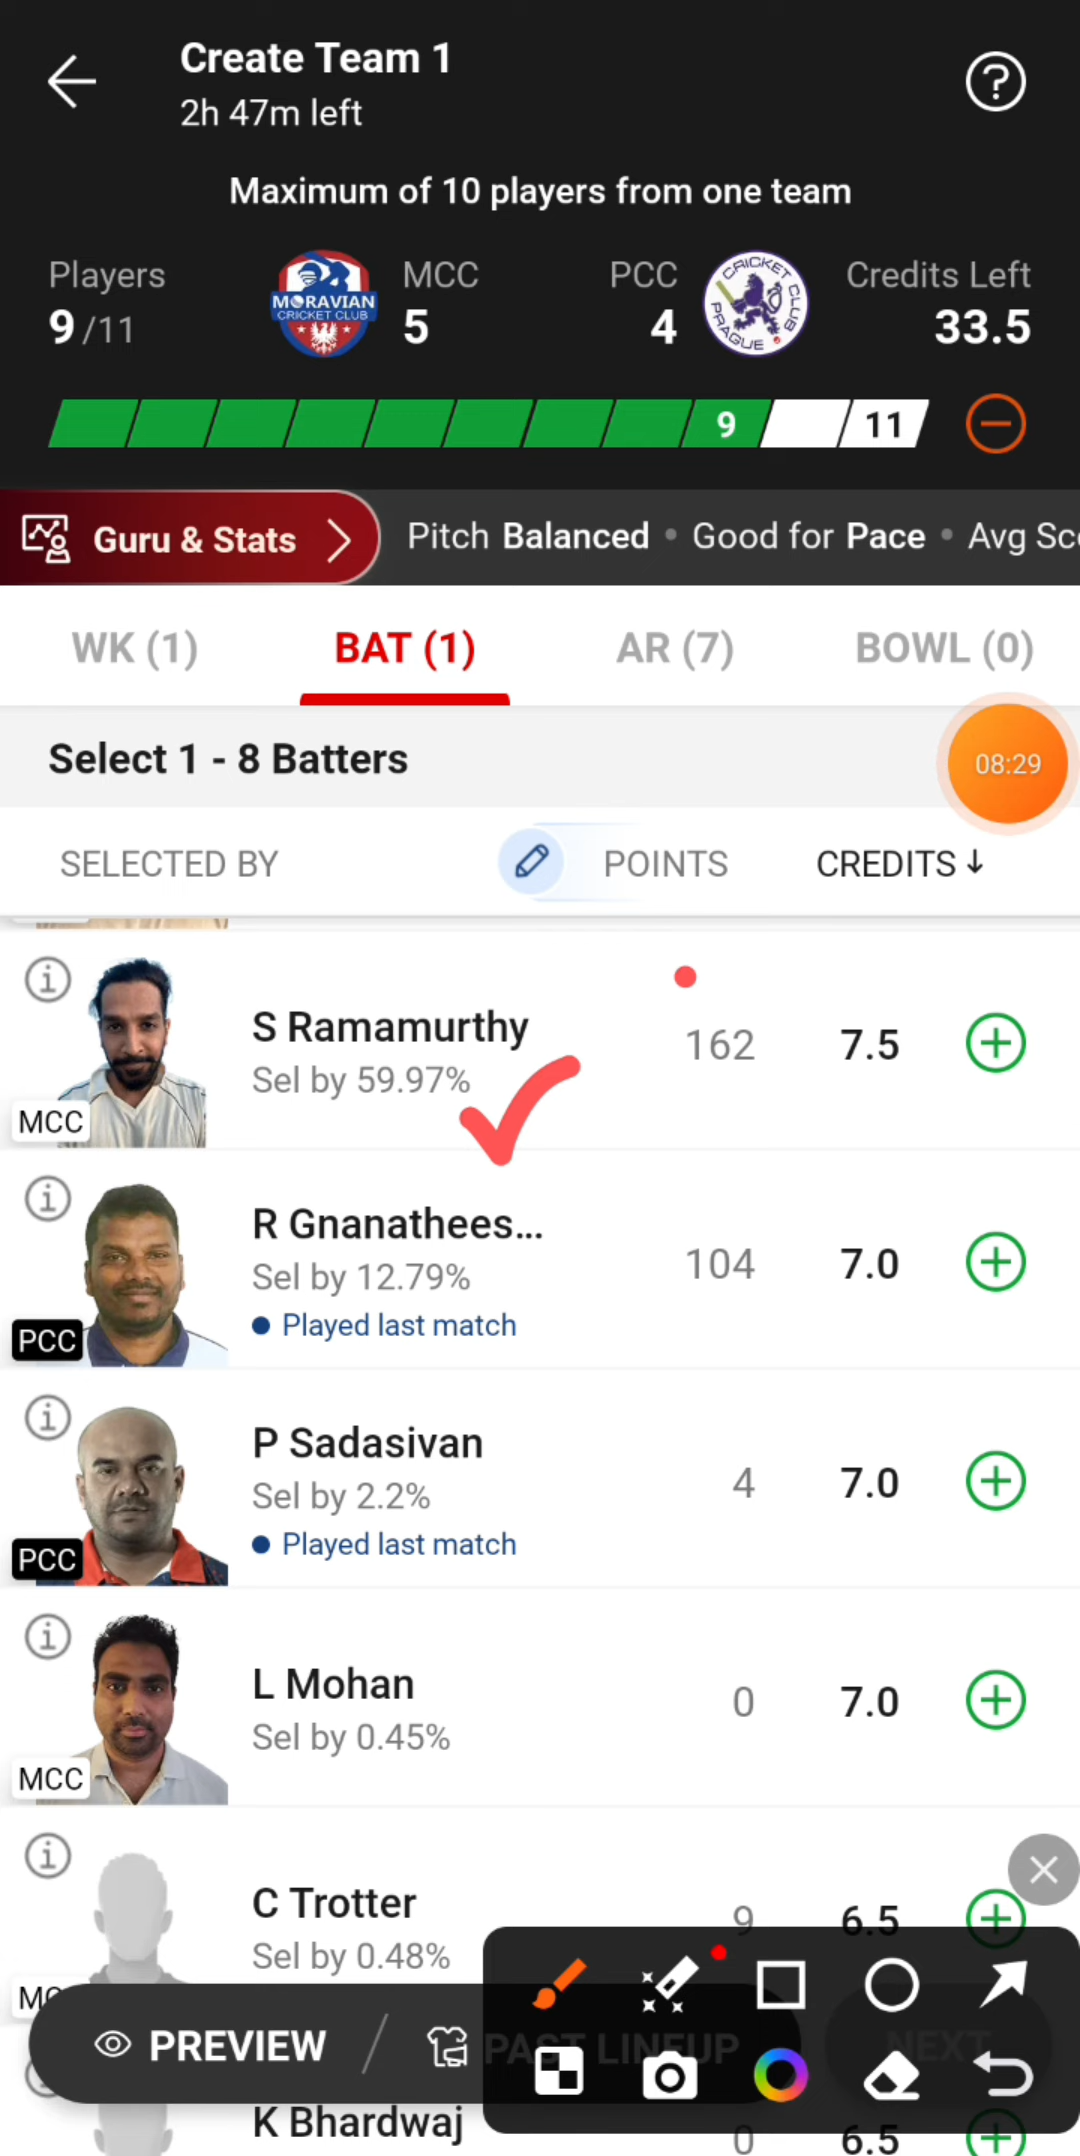 Create Team 1
2h 47m left
Maximum of 10 players from one team
Players
9/11
MORAVIAN
CRICKET CLUB
MCC
5
PCC
4
CRICKET CLUB
PRAGUE
Credits Left
33.5
9
11
Guru & Stats
Pitch Balanced • Good for Pace • Avg Sc
WK (1)
BAT (1)
AR (7)
BOWL (0)
Select 1 - 8 Batters
08:29
SELECTED BY
POINTS
CREDITS ↓
S Ramamurthy
Sel by 59.97%
162
7.5
MCC
R Gnanathees...
Sel by 12.79%
• Played last match
104
7.0
PCC
P Sadasivan
Sel by 2.2%
• Played last match
4
7.0
PCC
L Mohan
Sel by 0.45%
0
7.0
MCC
C Trotter
Sel by 0.48%
9
6.5
PREVIEW
PAST LINEUP
NEXT
K Bhardwaj
0
6.5